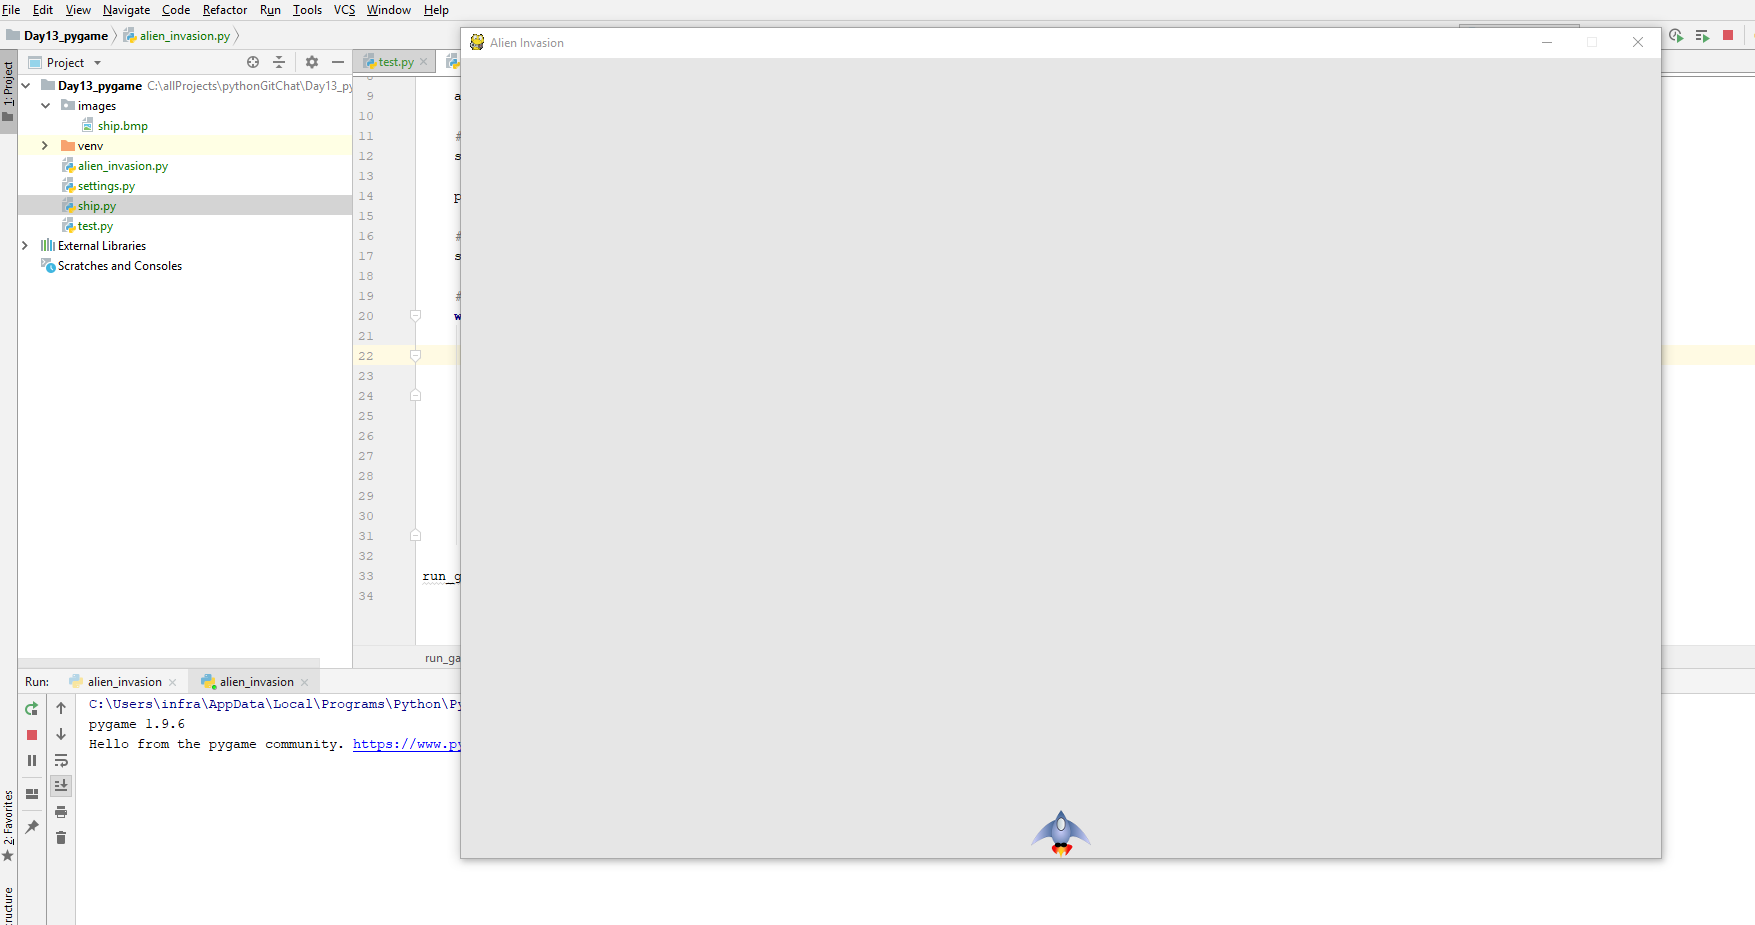 File Edit View Navigate Code Refactor Run Tools VCS Window Help
Day13_pygame alien_invasion.py
Alien Invasion
1: Project
Project
test.py
Day13_pygame C:\allProjects\pythonGitChat\Day13_py
images
ship.bmp
venv
alien_invasion.py
settings.py
ship.py
test.py
External Libraries
Scratches and Consoles
9 a
10
11 #
12 s
13
14 p
15
16 #
17 s
18
19 #
20 w
21
22
23
24
25
26
27
28
29
30
31
32
33 run_g
34
run_ga
Run: alien_invasion alien_invasion
C:\Users\infra\AppData\Local\Programs\Python\Py
pygame 1.9.6
Hello from the pygame community. https://www.py
2: Favorites
ructure